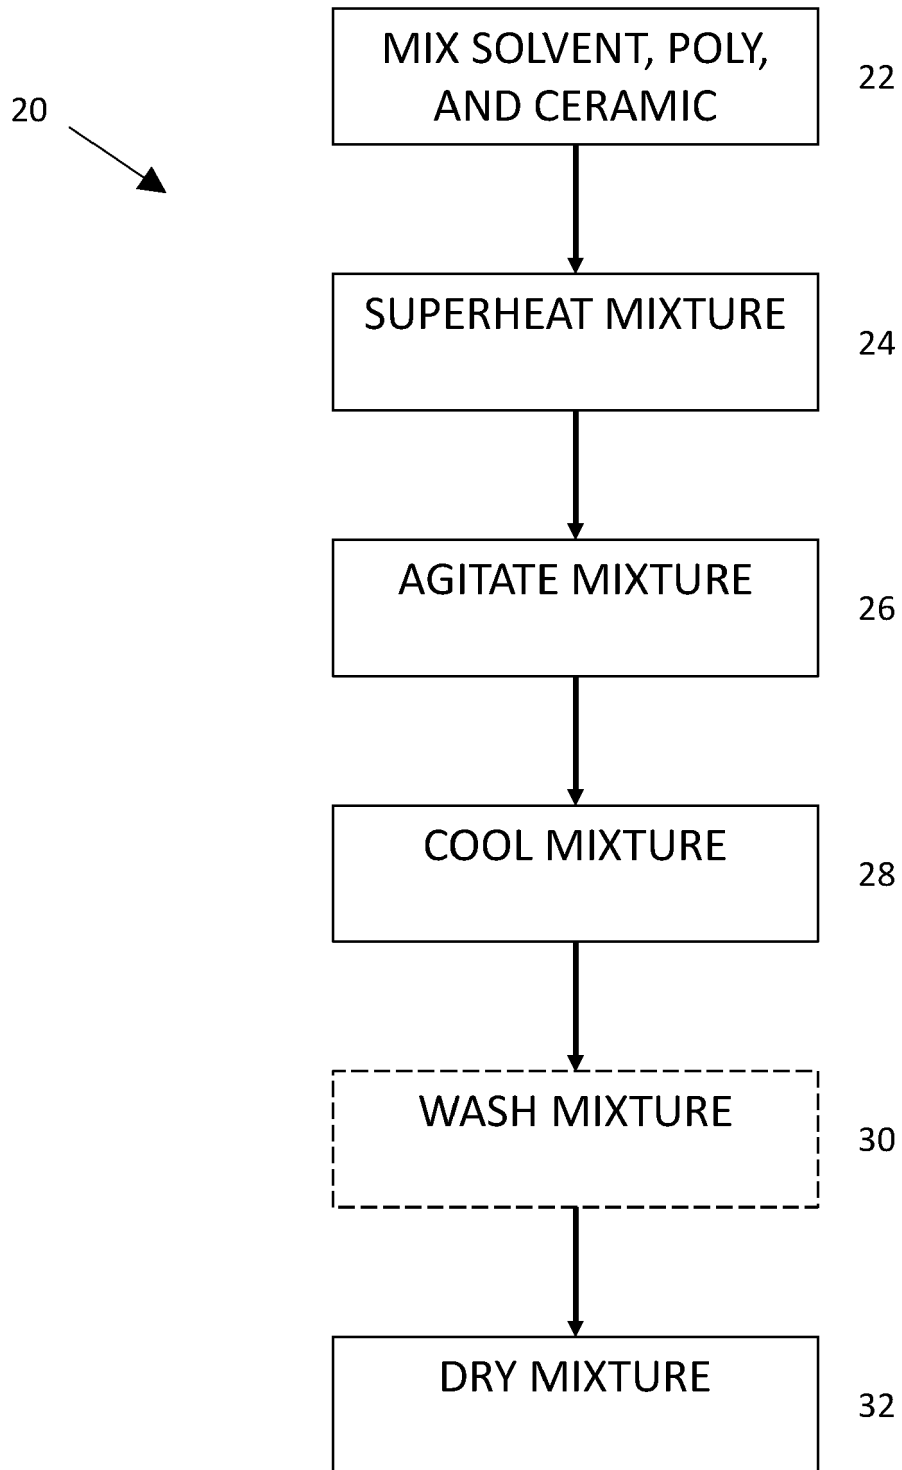 MIX SOLVENT, POLY,
AND CERAMIC
22
20
SUPERHEAT MIXTURE
24
AGITATE MIXTURE
26
COOL MIXTURE
28
WASH MIXTURE
30
DRY MIXTURE
32